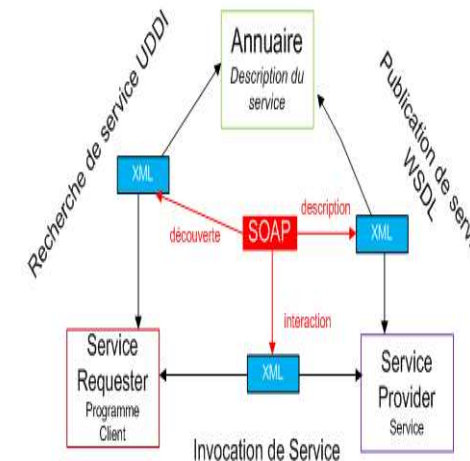 Annuaire
Description du
service
Recherche de service UDDI
Publication de servi
WSDL
XML
SOAP
découverte
description
XML
interaction
Service
Requester
Programme
Client
XML
Service
Provider
Service
Invocation de Service